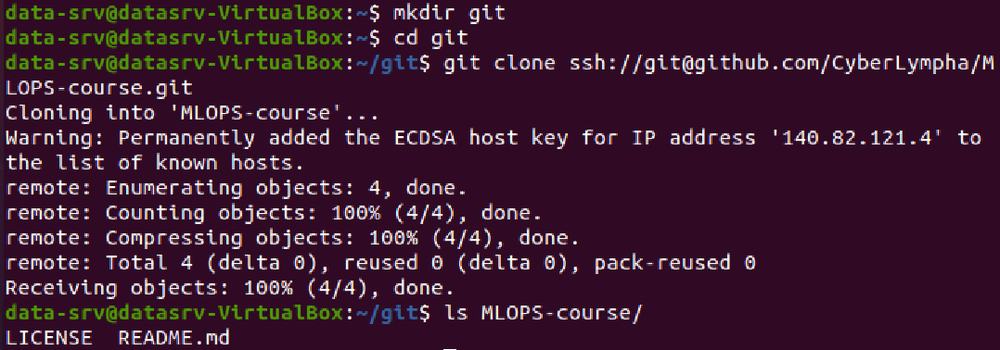 data-srv@datasrv-VirtualBox:~$ mkdir git
data-srv@datasrv-VirtualBox:~$ cd git
data-srv@datasrv-VirtualBox:~/git$ git clone ssh://git@github.com/CyberLympha/M
LOPS-course.git
Cloning into 'MLOPS-course'...
Warning: Permanently added the ECDSA host key for IP address '140.82.121.4' to
the list of known hosts.
remote: Enumerating objects: 4, done.
remote: Counting objects: 100% (4/4), done.
remote: Compressing objects: 100% (4/4), done.
remote: Total 4 (delta 0), reused 0 (delta 0), pack-reused 0
Receiving objects: 100% (4/4), done.
data-srv@datasrv-VirtualBox:~/git$ ls MLOPS-course/
LICENSE  README.md